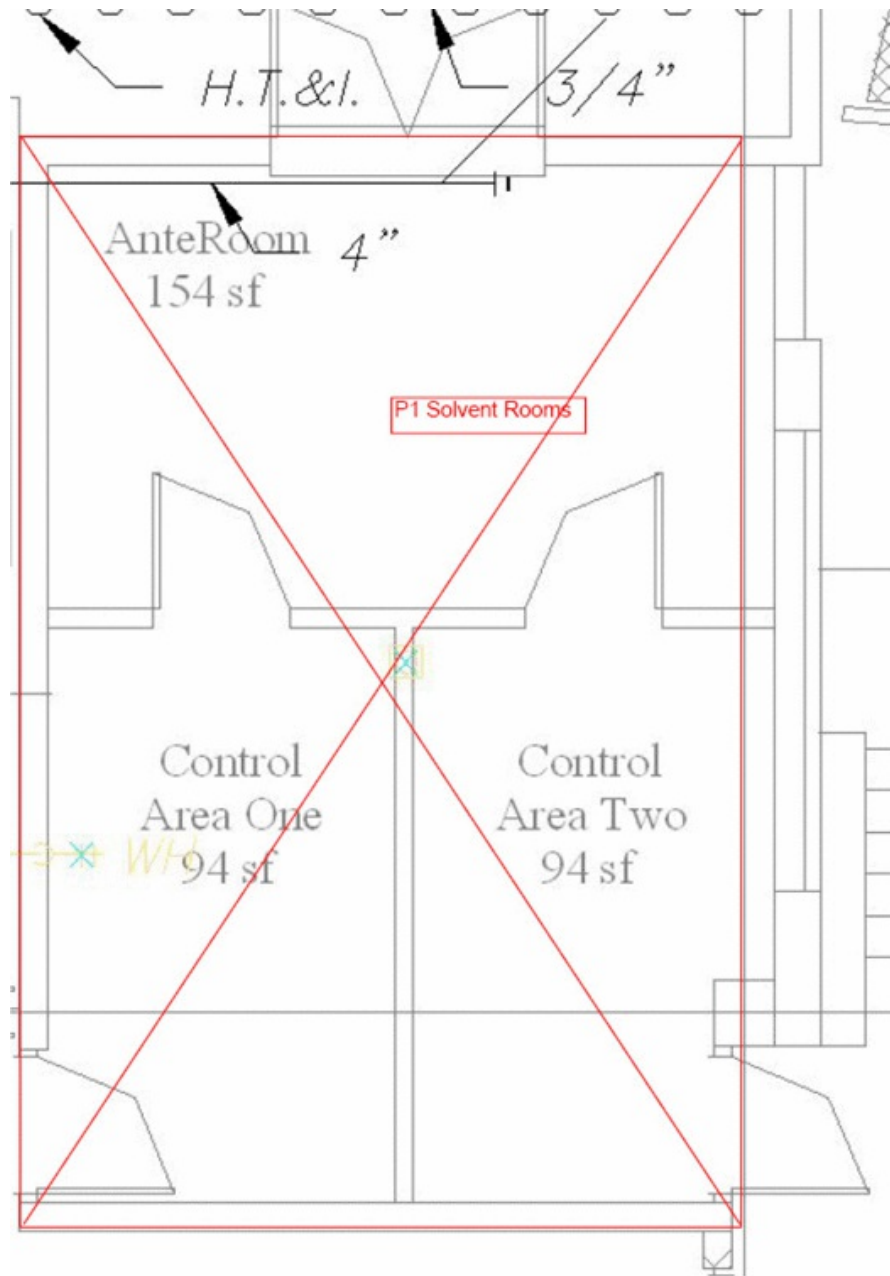 H.T.&I.
3/4”
AnteRoom
154 sf
4”
P1 Solvent Rooms
Control
Area One
94 sf
Control
Area Two
94 sf
WH